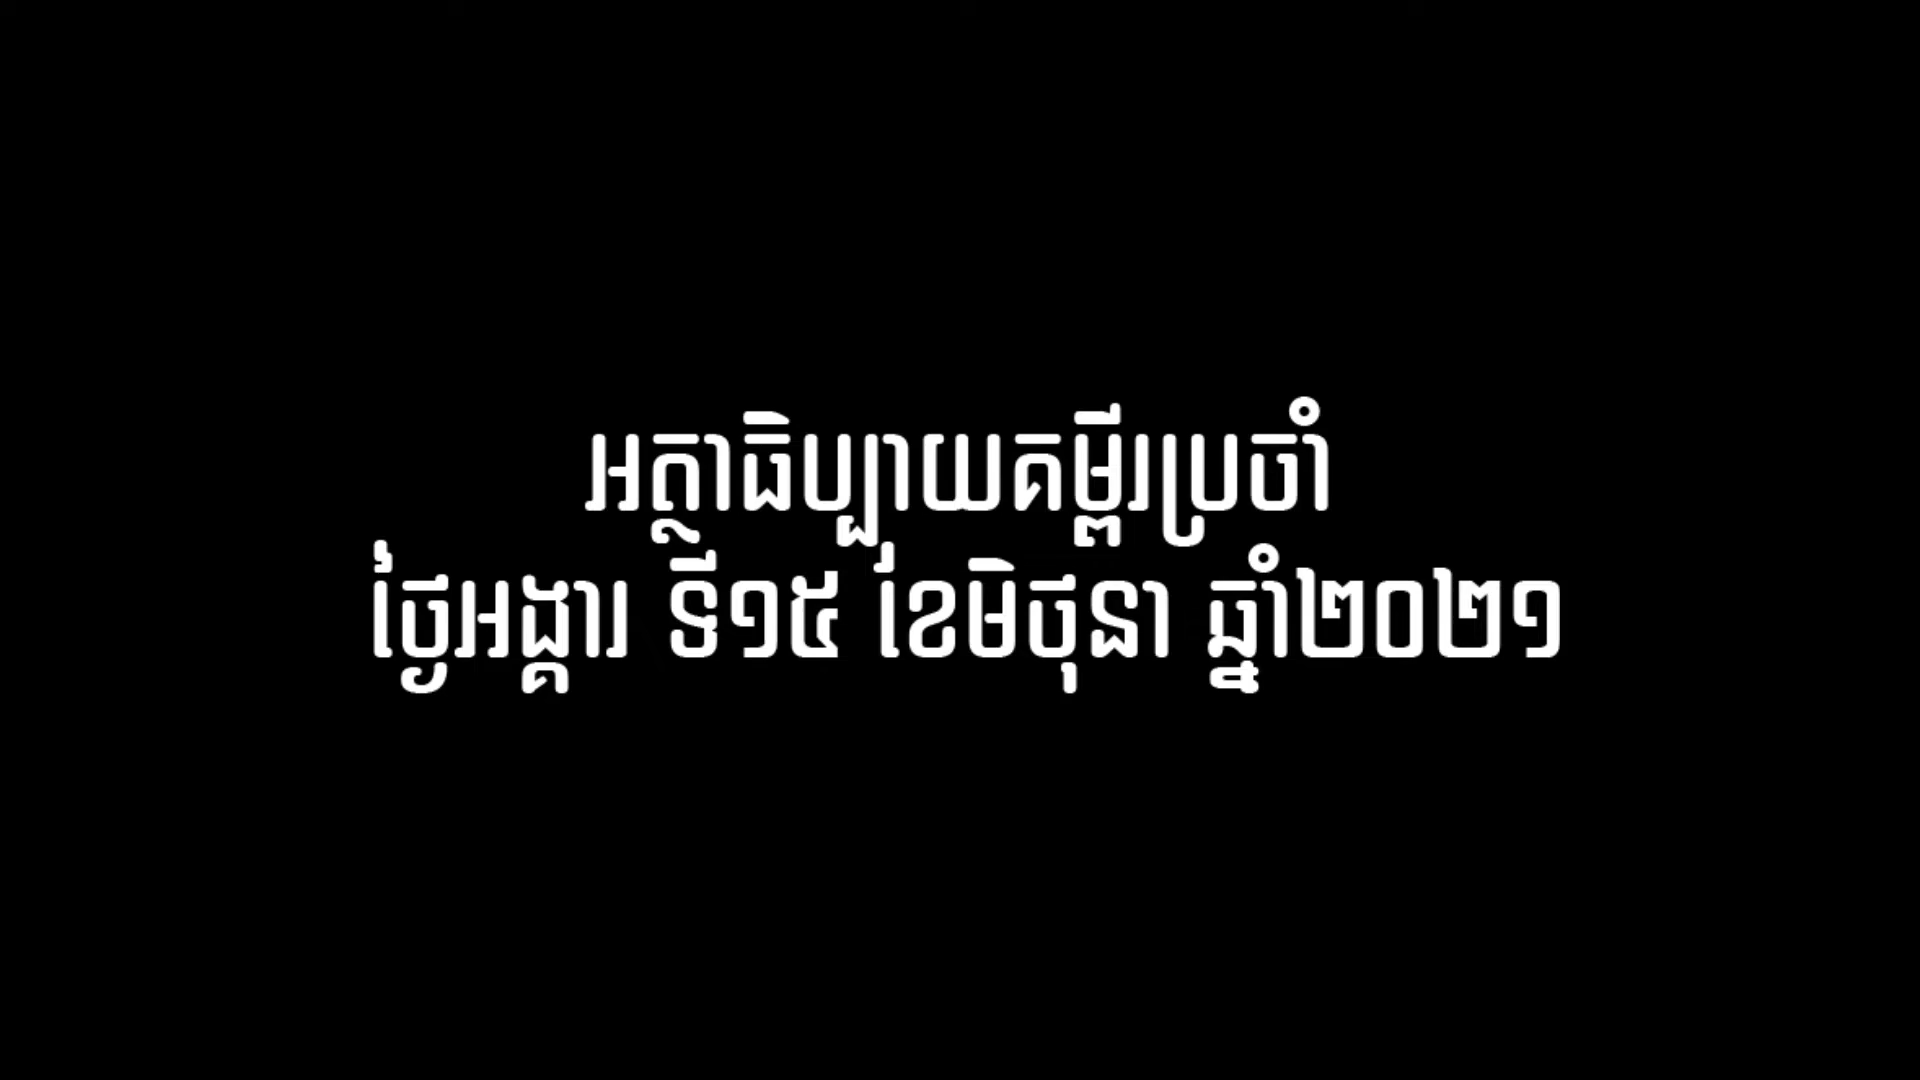 អត្ថាធិប្បាយគម្ពីរប្រចាំ
ថ្ងៃអង្គារ ទី១៥ ខែមិថុនា ឆ្នាំ២០២១